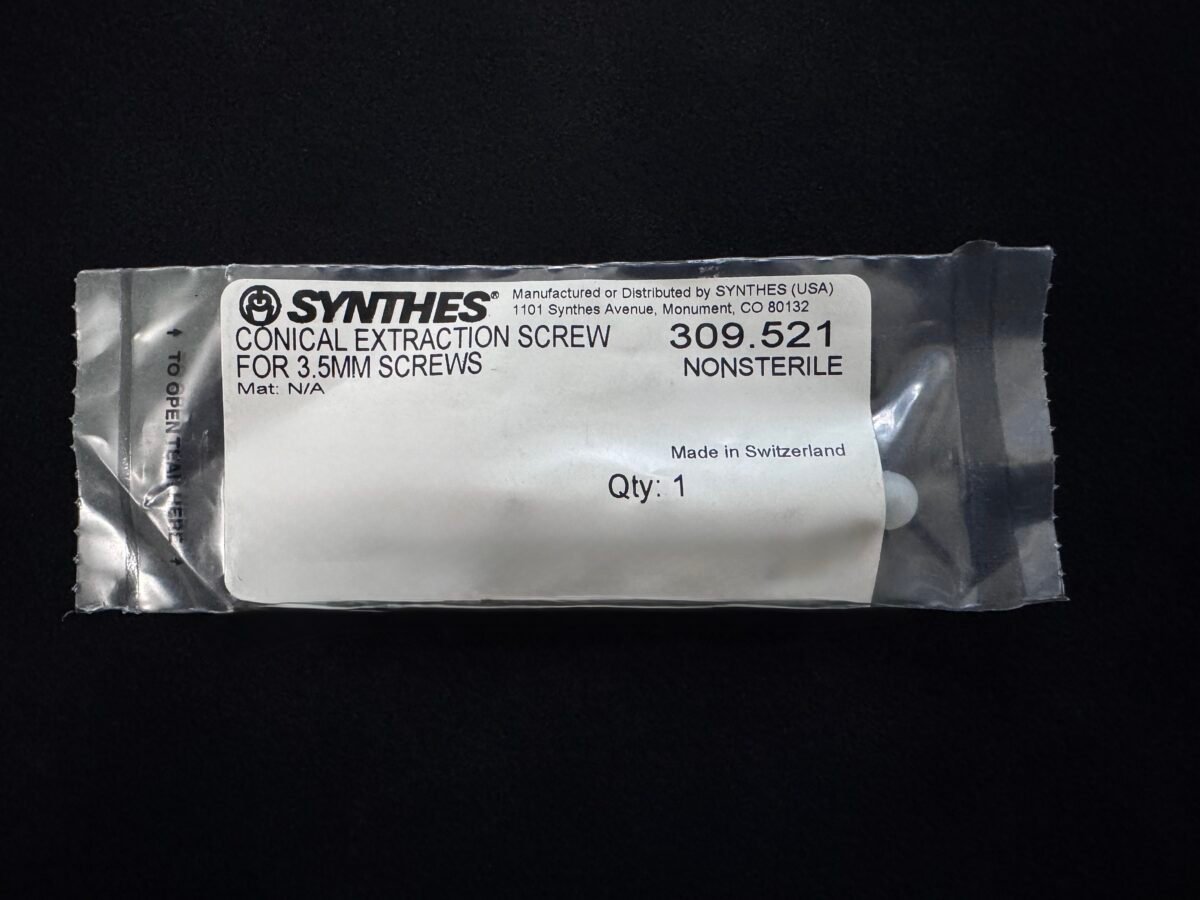 ↑ TO OPEN TEAR HERE ↑
SYNTHES®
Manufactured or Distributed by SYNTHES (USA)
1101 Synthes Avenue, Monument, CO 80132
CONICAL EXTRACTION SCREW
309.521
FOR 3.5MM SCREWS
NONSTERILE
Mat: N/A
Made in Switzerland
Qty: 1